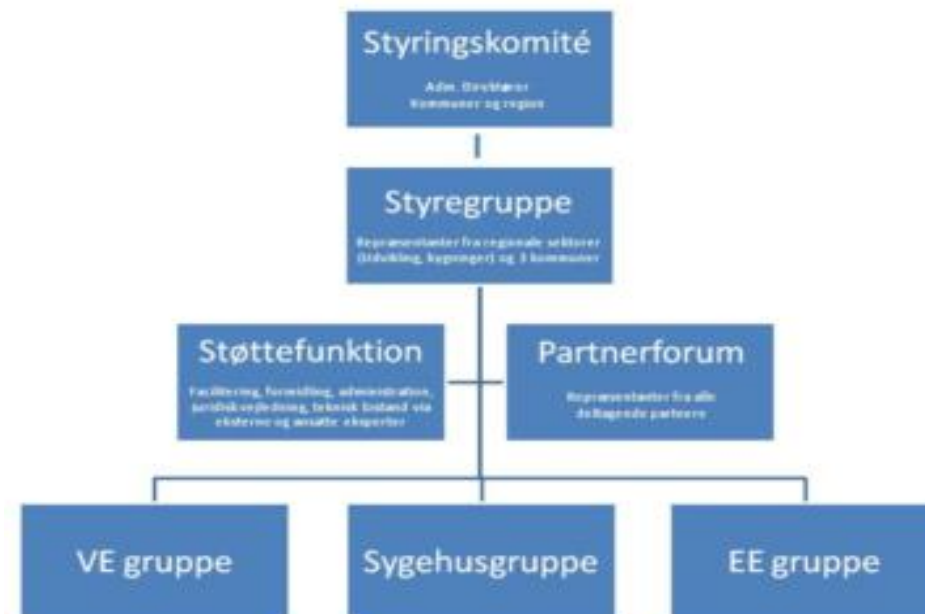 Styringskomité
Adm. Direktører
Kommuner og region
Styregruppe
Repræsentanter fra regionale sektorer
(Udvikling, bygninger) og 3 kommuner
Støttefunktion
Facilitering, formidling, administration,
juridisk vejledning, teknisk bistand via
eksterne og ansatte eksperter
Partnerforum
Repræsentanter fra alle
deltagende partnere
VE gruppe
Sygehusgruppe
EE gruppe